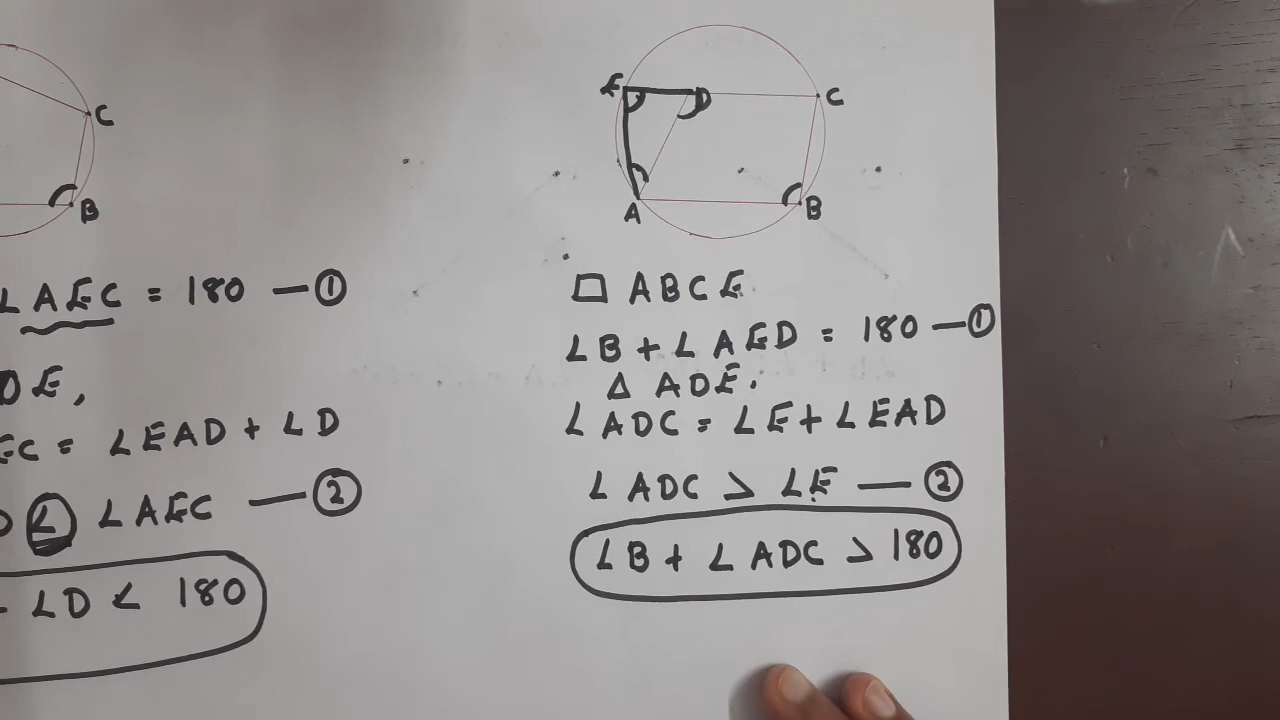 C
B
∠AEC = 180 — ①
DE,
EC = ∠EAD + ∠D
D ∠ ∠AEC — ②
- ∠D < 180
E
D
C
A
B
□ ABCE.
∠B + ∠AED = 180 — ①
△ ADE.
∠ADC = ∠E + ∠EAD
∠ADC > ∠E — ②
∠B + ∠ADC > 180